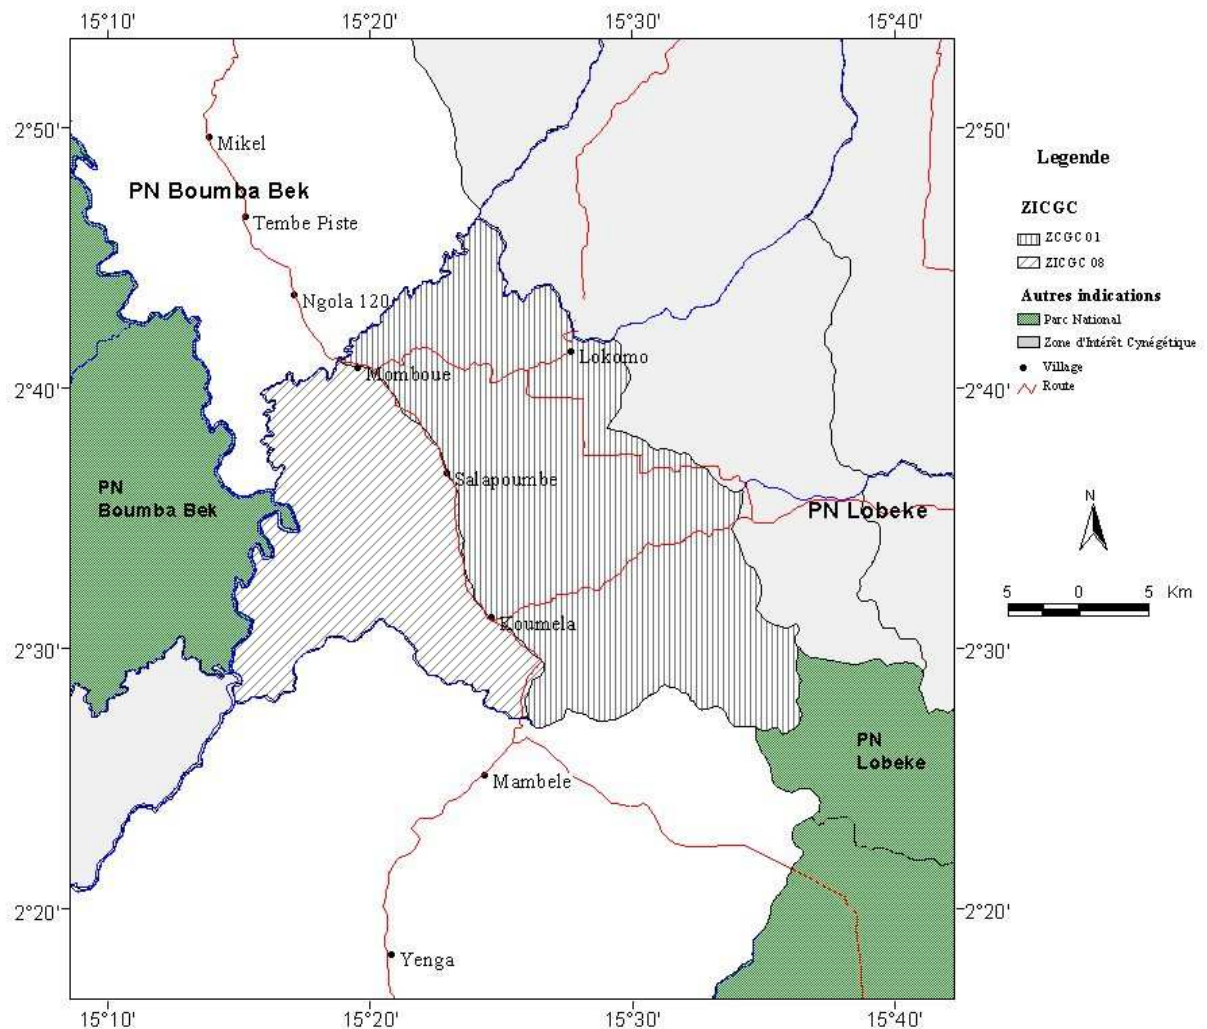 15°10' 15°20' 15°30' 15°40'
2°50' 2°50'
Mikel
PN Boumba Bek
Tembe Piste
Ngola 120
Lokomo
Momboue
2°40' 2°40'
Salapoumbe
PN
Boumba Bek
PN Lobeke
Koumela
2°30' 2°30'
PN
Lobeke
Mambele
2°20' 2°20'
Yenga
15°10' 15°20' 15°30' 15°40'
Legende
ZICGC
ZCGC 01
ZICGC 08
Autres indications
Parc National
Zone d'Intérêt Cynégétique
Village
Route
N
5 0 5 Km